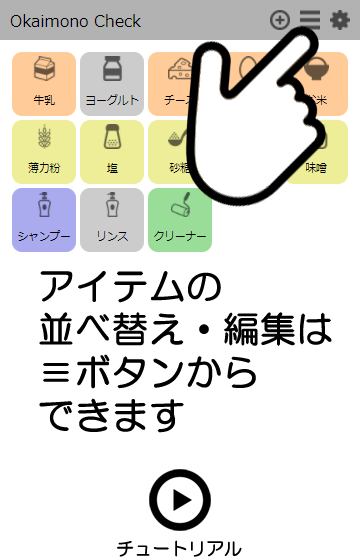 Okaimono Check
牛乳
ヨーグルト
チーズ
米
薄力粉
塩
砂糖
味噌
シャンプー
リンス
クリーナー
アイテムの
並べ替え・編集は
≡ボタンから
できます
チュートリアル